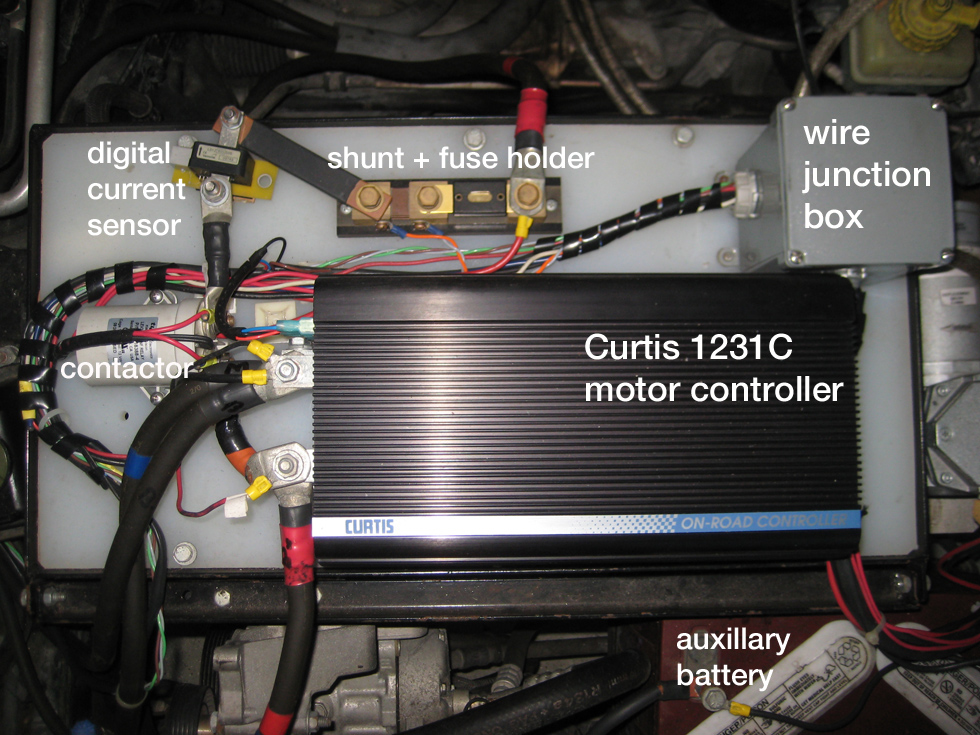 digital
current
sensor
shunt + fuse holder
wire
junction
box
contactor
Curtis 1231C
motor controller
CURTIS
ON-ROAD CONTROLLER
auxillary
battery